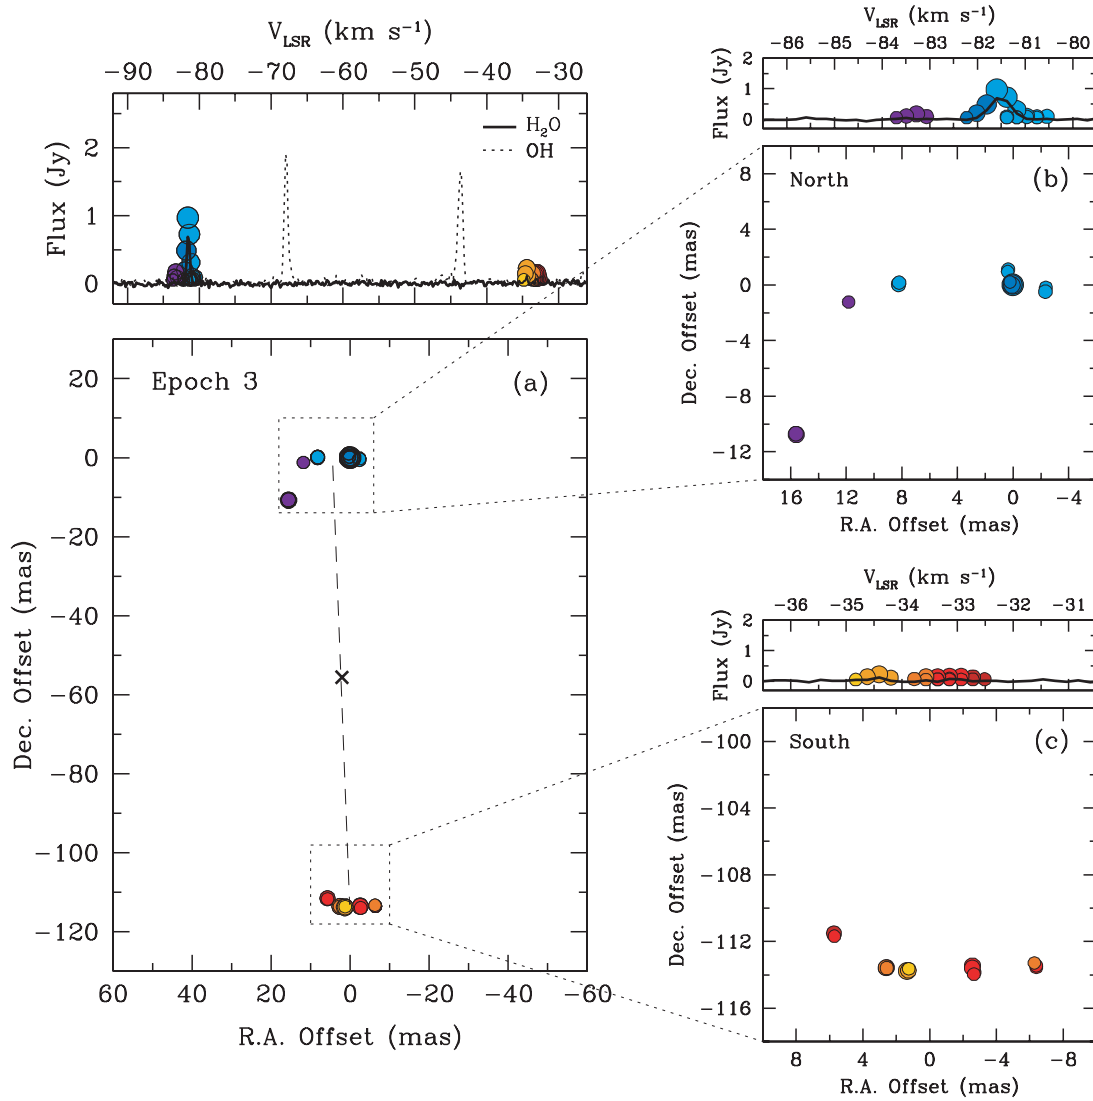 V_LSR (km s⁻¹)
−90 −80 −70 −60 −50 −40 −30
Flux (Jy)
2
1
0
H₂O
OH
Epoch 3
(a)
20
0
−20
−40
−60
−80
−100
−120
Dec. Offset (mas)
60 40 20 0 −20 −40 −60
R.A. Offset (mas)
V_LSR (km s⁻¹)
−86 −85 −84 −83 −82 −81 −80
Flux (Jy)
2
1
0
North
(b)
8
4
0
−4
−8
−12
Dec. Offset (mas)
16 12 8 4 0 −4
R.A. Offset (mas)
V_LSR (km s⁻¹)
−36 −35 −34 −33 −32 −31
Flux (Jy)
2
1
0
South
(c)
−100
−104
−108
−112
−116
Dec. Offset (mas)
8 4 0 −4 −8
R.A. Offset (mas)